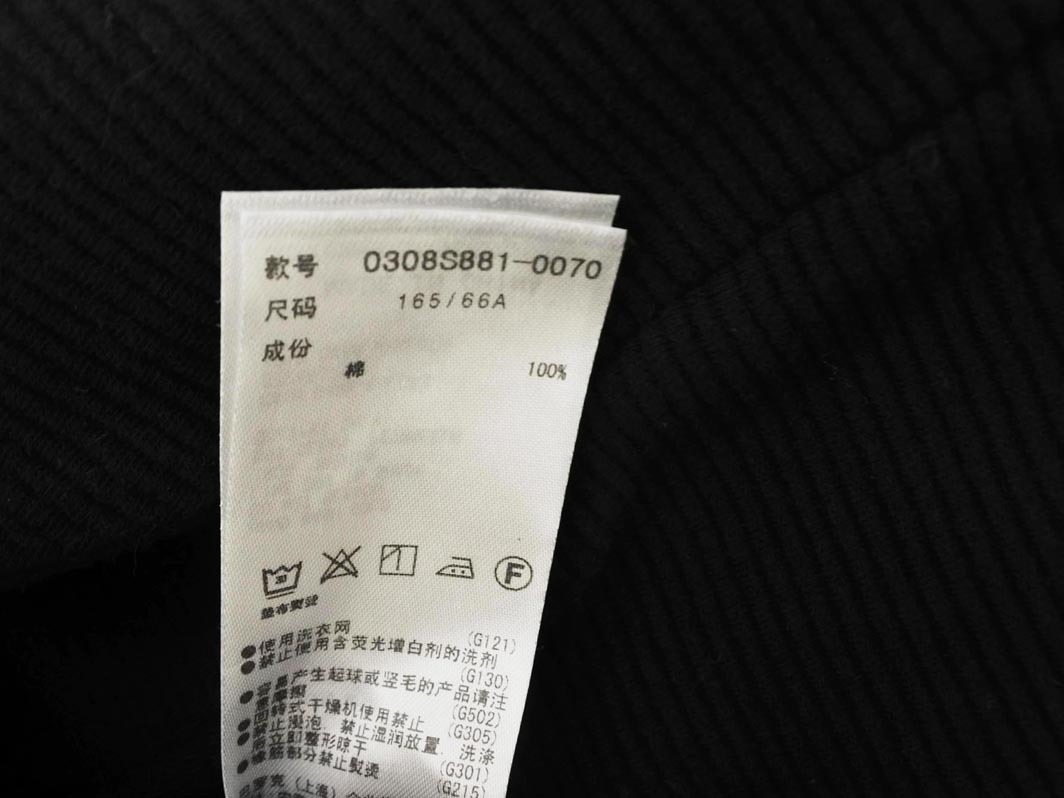 款号 0308S881-0070
尺码 165/66A
成份
棉 100%
30 F
垫布熨烫
●使用洗衣网 (G121)
●禁止使用含荧光增白剂的洗剂 (G130)
●容易产生起球或竖毛的产品请注
意摩擦 (G502)
●回转式干燥机使用禁止 (G305)
●禁止浸泡. 禁止湿润放置. 洗涤
后立即整形晾干 (G301)
●橡筋部分禁止熨烫 (G215)
(上海)